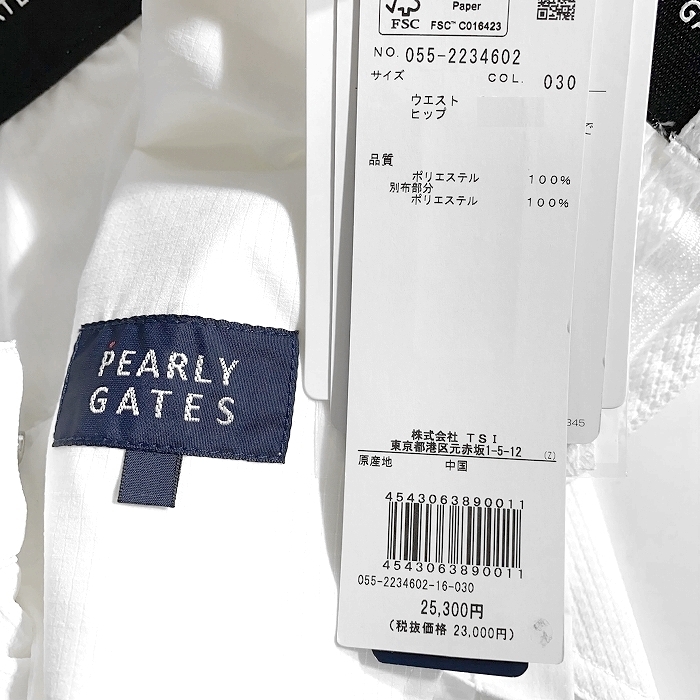 Paper
FSC
FSC™ C016423
NO. 055-2234602
サイズ COL. 030
ウエスト
ヒップ
品質
ポリエステル 100%
別布部分
ポリエステル 100%
PEARLY
GATES
345
株式会社 TSI
東京都港区元赤坂1-5-12 (Z)
原産地 中国
4543063890011
4543063890011
055-2234602-16-030
25,300円
(税抜価格 23,000円)